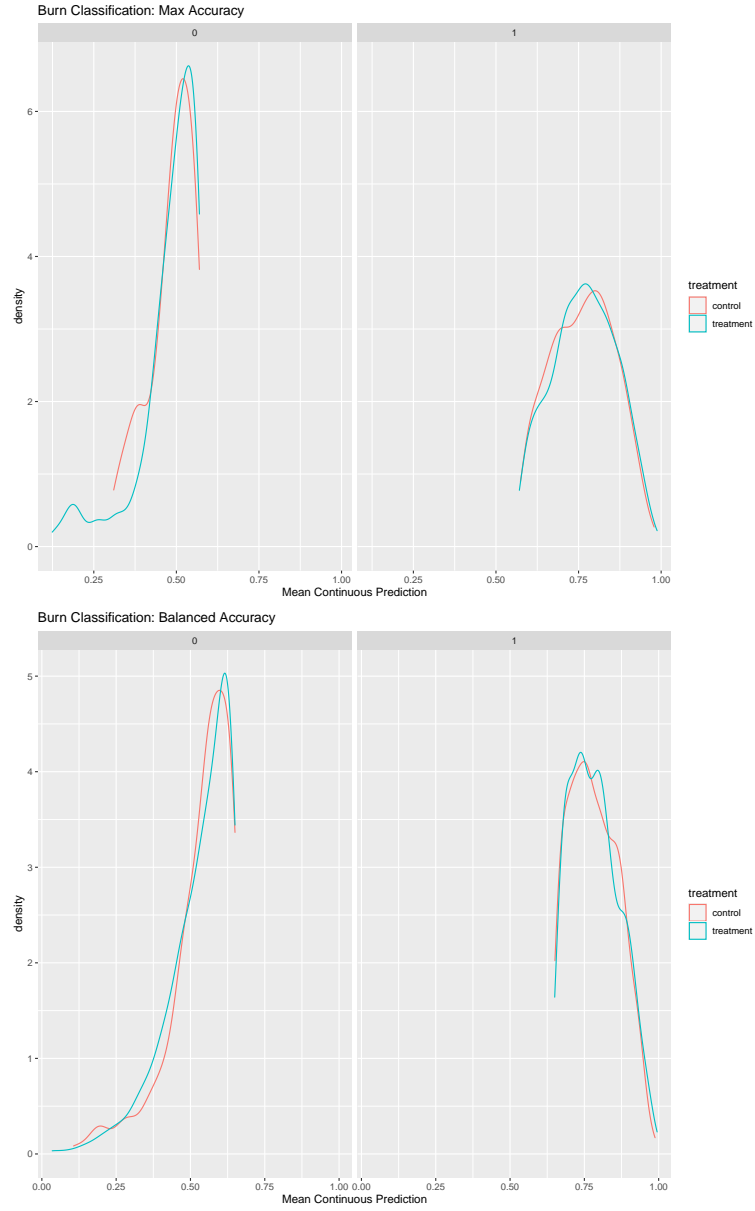 Burn Classification: Max Accuracy
0 1
6
4
2
0
density
0.25 0.50 0.75 1.00 0.25 0.50 0.75 1.00
Mean Continuous Prediction
treatment
control
treatment
Burn Classification: Balanced Accuracy
0 1
5
4
3
2
1
0
density
0.00 0.25 0.50 0.75 1.00 0.00 0.25 0.50 0.75 1.00
Mean Continuous Prediction
treatment
control
treatment